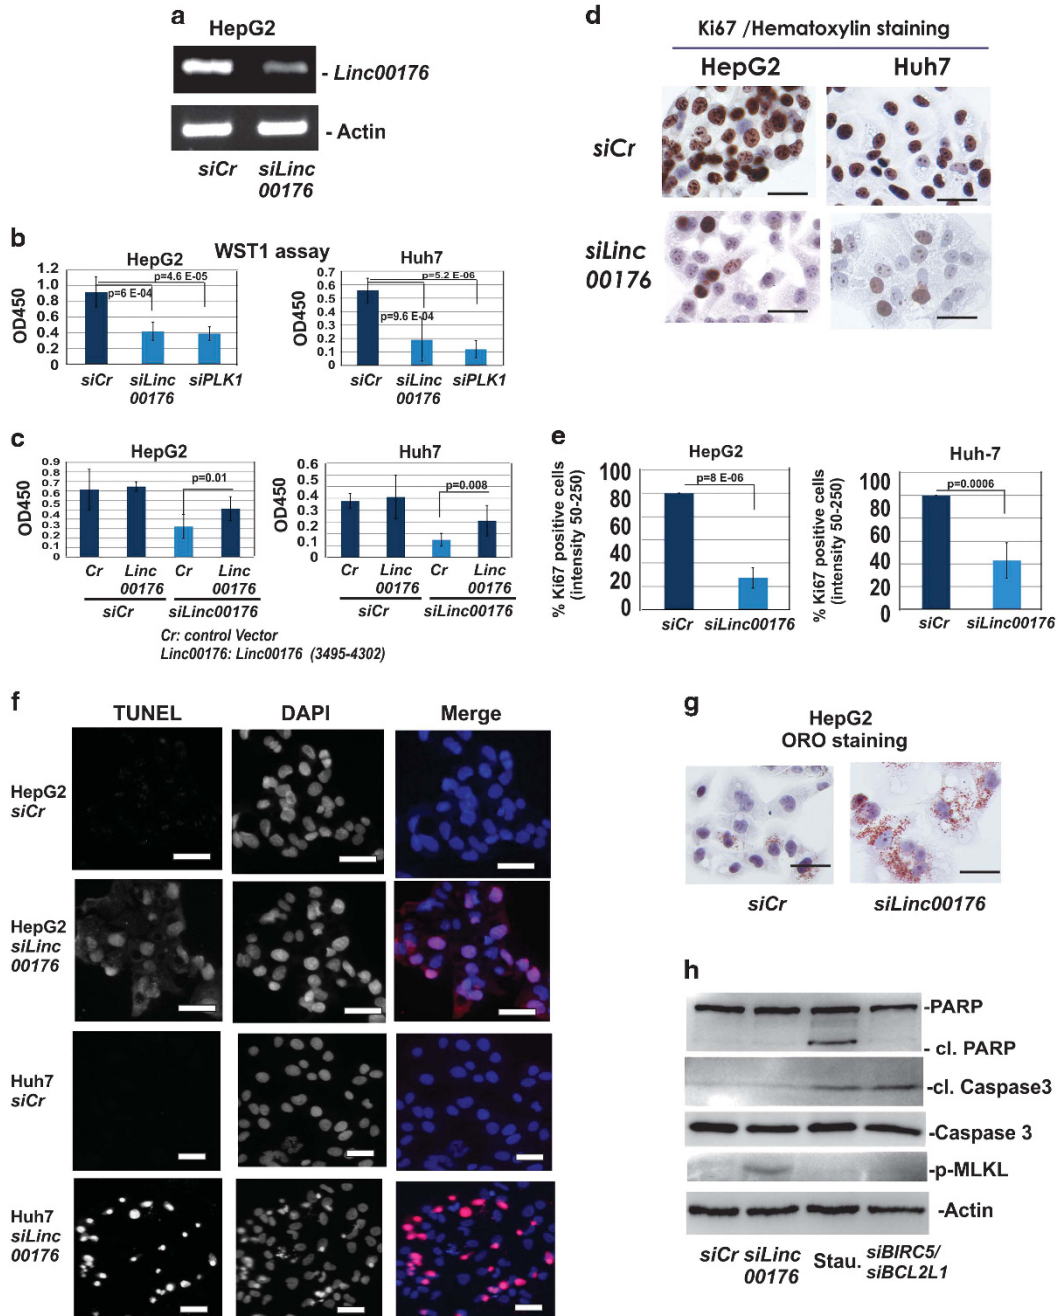 a
HepG2
- Linc00176
- Actin
siCr
siLinc
00176
b
WST1 assay
HepG2
OD450
1.2
1.0
0.8
0.6
0.4
0.2
0
p=4.6 E-05
p=6 E-04
siCr
siLinc
00176
siPLK1
Huh7
OD450
0.7
0.6
0.5
0.4
0.3
0.2
0.1
0
p=5.2 E-06
p=9.6 E-04
siCr
siLinc
00176
siPLK1
c
HepG2
OD450
0.9
0.8
0.7
0.6
0.5
0.4
0.3
0.2
0.1
0
p=0.01
Cr
Linc
00176
Cr
Linc
00176
siCr
siLinc00176
Huh7
OD450
0.6
0.5
0.4
0.3
0.2
0.1
0
p=0.008
Cr
Linc
00176
Cr
Linc
00176
siCr
siLinc00176
Cr: control Vector
Linc00176: Linc00176 (3495-4302)
d
Ki67 /Hematoxylin staining
HepG2
Huh7
siCr
siLinc
00176
e
HepG2
% Ki67 positive cells
(intensity 50-250)
100
80
60
40
20
0
p=8 E-06
siCr
siLinc00176
Huh-7
% Ki67 positive cells
(intensity 50-250)
100
80
60
40
20
0
p=0.0006
siCr
siLinc00176
f
TUNEL
DAPI
Merge
HepG2
siCr
HepG2
siLinc
00176
Huh7
siCr
Huh7
siLinc
00176
g
HepG2
ORO staining
siCr
siLinc00176
h
-PARP
- cl. PARP
-cl. Caspase3
-Caspase 3
-p-MLKL
-Actin
siCr
siLinc
00176
Stau.
siBIRC5/
siBCL2L1